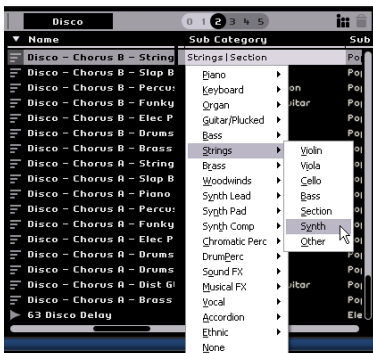 Disco 0 1 2 3 4 5
Name Sub Category Sub
Disco - Chorus B - String Strings|Section Po
Disco - Chorus B - Slap B Piano Po
Disco - Chorus B - Percus Keyboard on Po
Disco - Chorus B - Funky Organ uitar Po
Disco - Chorus B - Elec P Guitar/Plucked Po
Disco - Chorus B - Drums Bass Po
Disco - Chorus B - Brass Strings Violin Po
Disco - Chorus A - String Brass Viola Po
Disco - Chorus A - Slap B Woodwinds Cello Po
Disco - Chorus A - Piano Synth Lead Bass Po
Disco - Chorus A - Percus Synth Pad Section Po
Disco - Chorus A - Funky Synth Comp Synth Po
Disco - Chorus A - Elec P Chromatic Perc Other Po
Disco - Chorus A - Drums DrumPerc Po
Disco - Chorus A - Drums Sound FX Po
Disco - Chorus A - Dist G Musical FX uitar Po
Disco - Chorus A - Brass Vocal Po
63 Disco Delay Accordion Ele
Ethnic
None